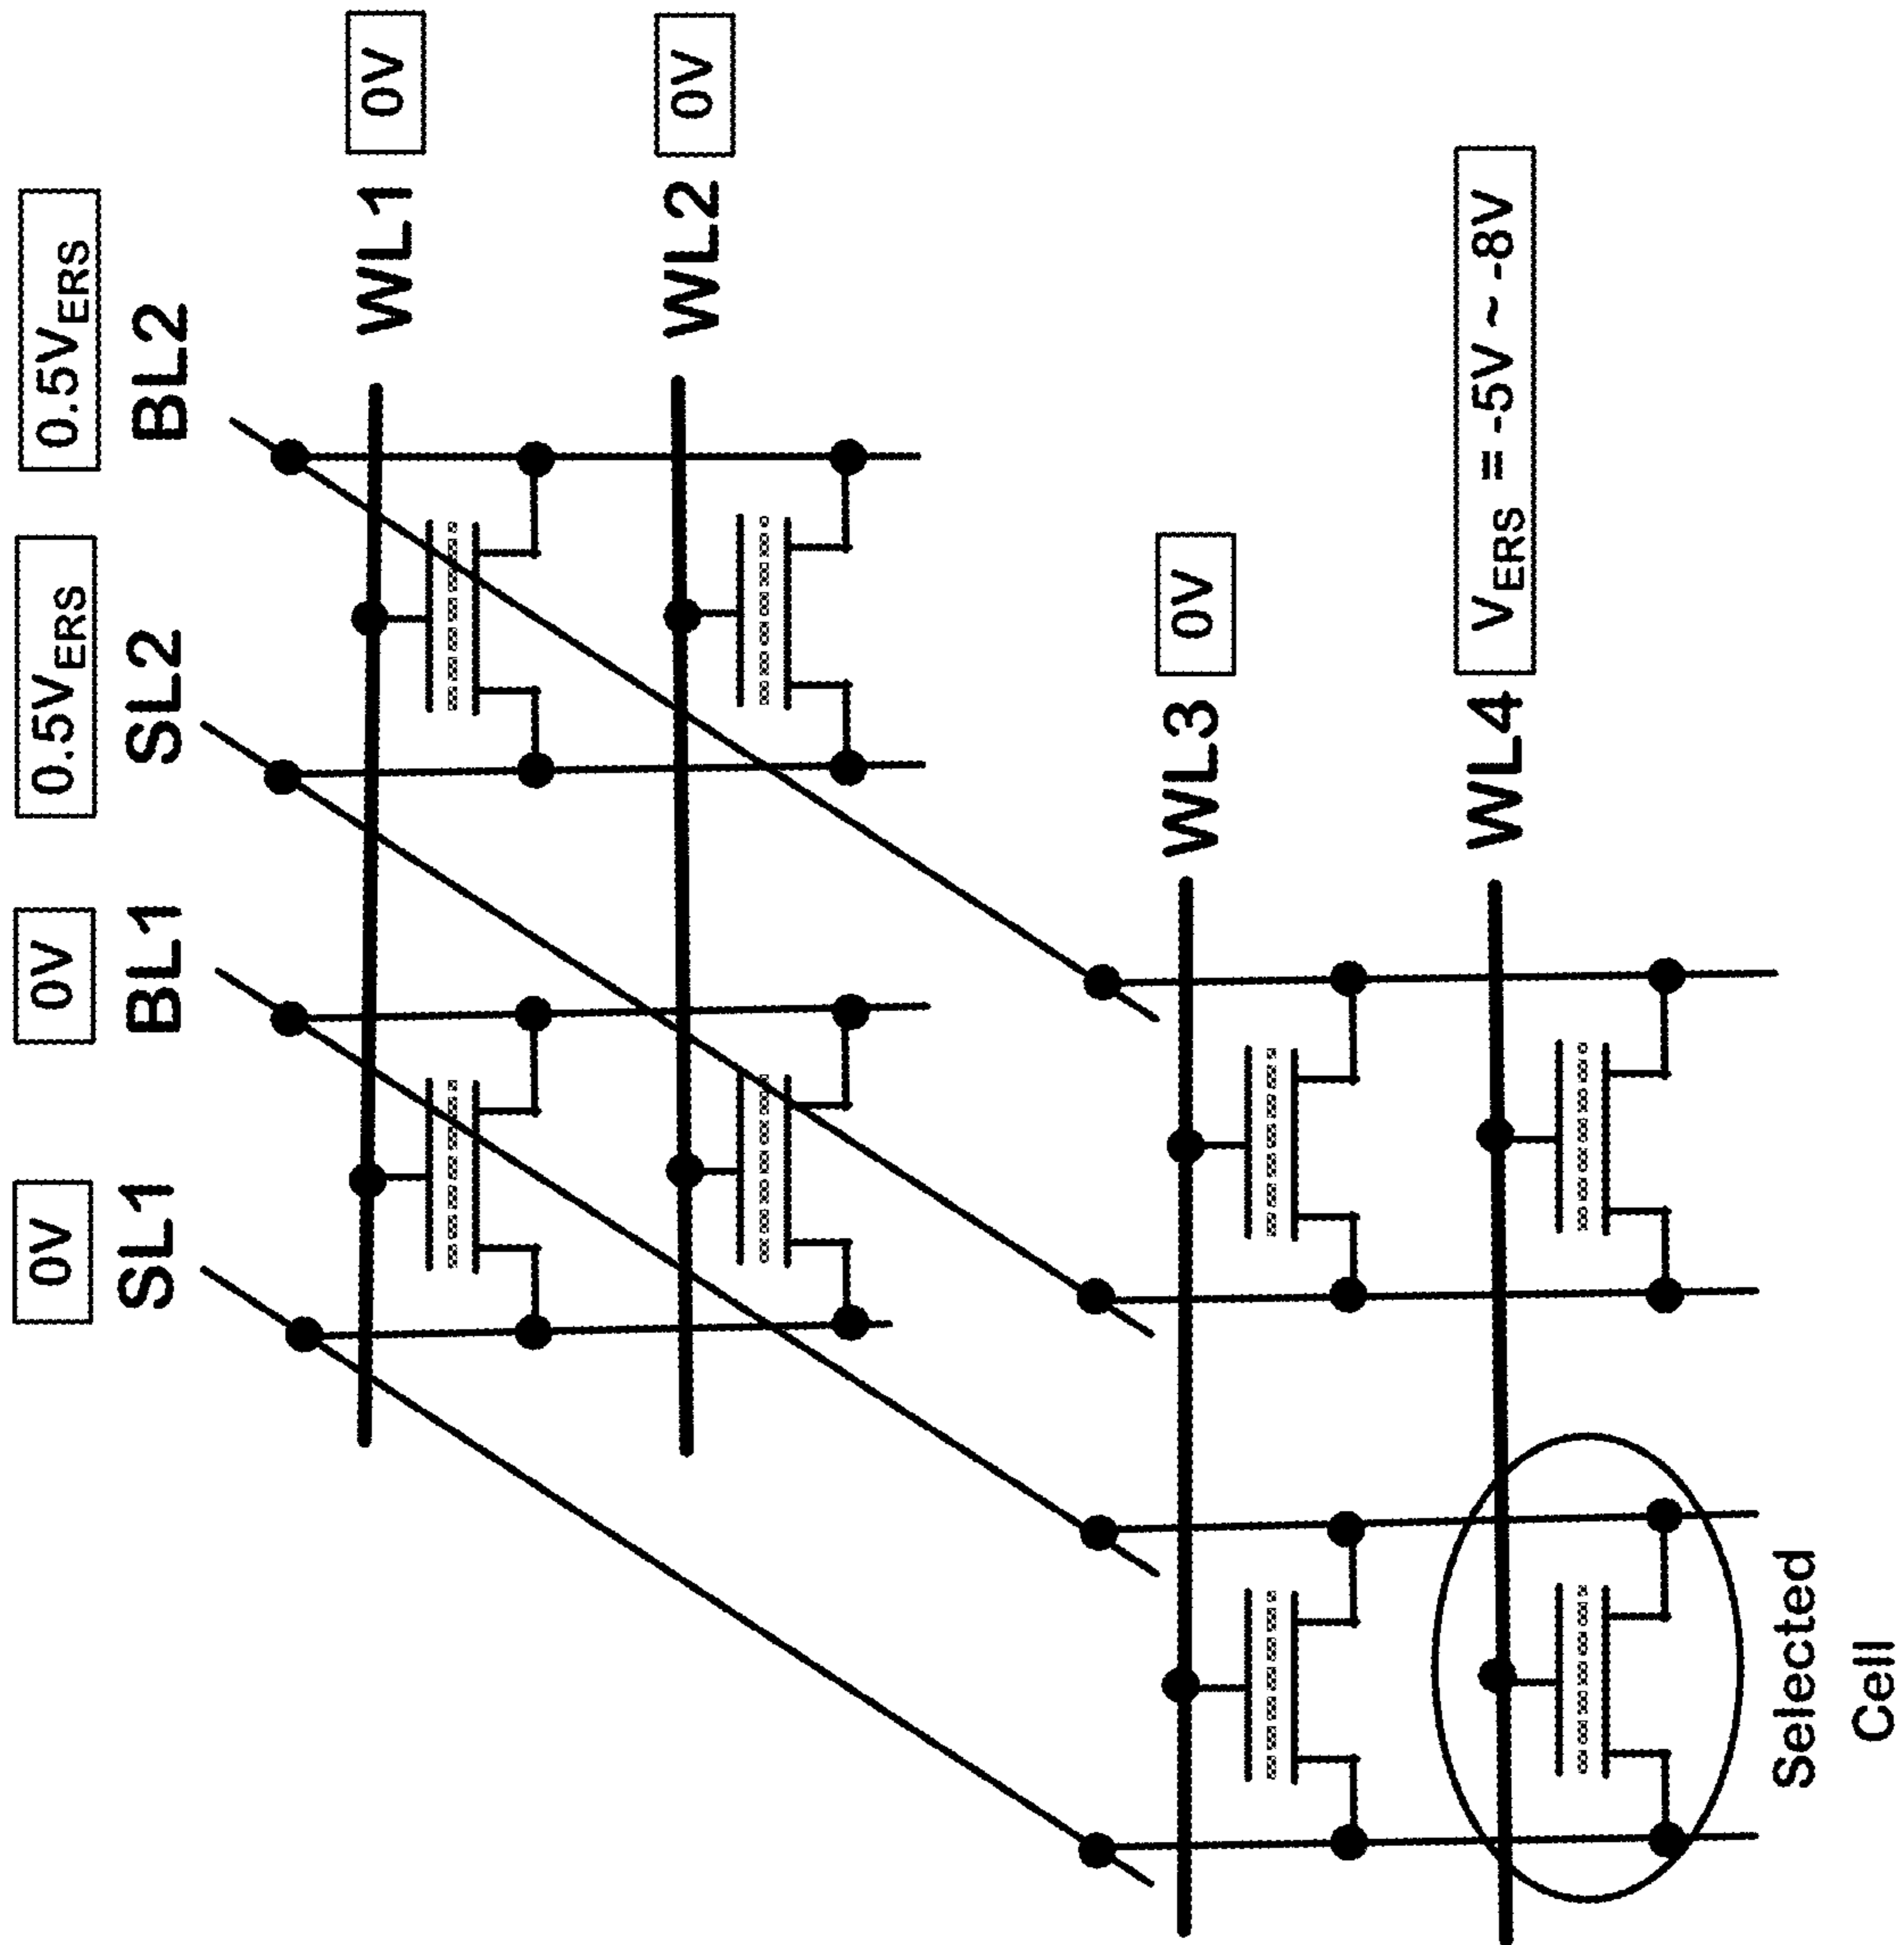 0V
SL1
0V
BL1
0.5VERS
SL2
0.5VERS
BL2
WL1
0V
WL2
0V
WL3
0V
WL4
VERS = -5V ~ -8V
Selected
Cell